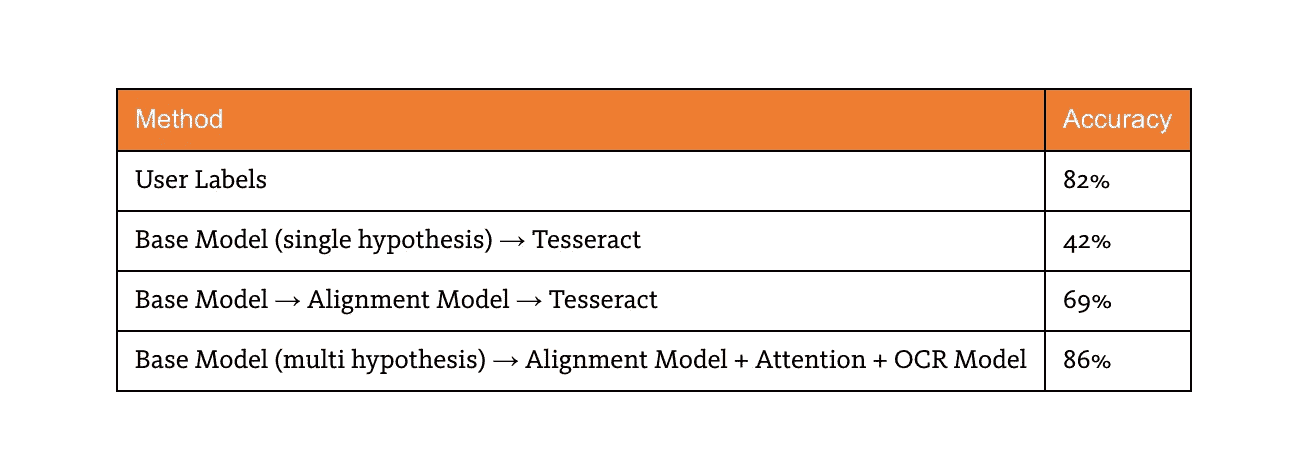 Method Accuracy
User Labels 82%
Base Model (single hypothesis) → Tesseract 42%
Base Model → Alignment Model → Tesseract 69%
Base Model (multi hypothesis) → Alignment Model + Attention + OCR Model 86%